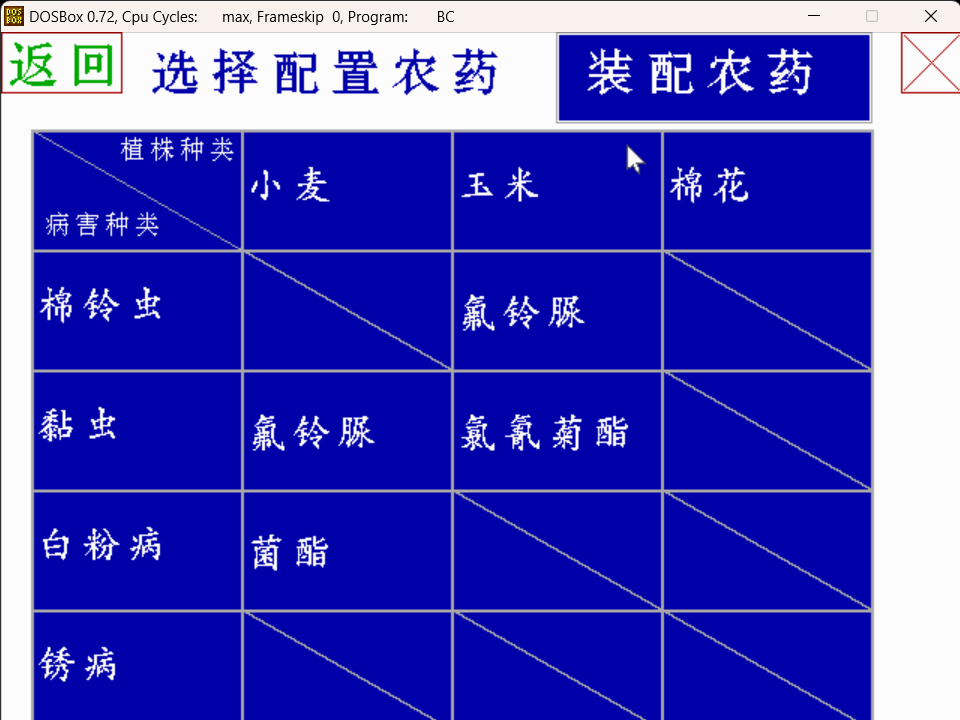 DOSBox 0.72, Cpu Cycles: max, Frameskip 0, Program: BC
返回 选择配置农药 装配农药
植株种类
病害种类
小麦 玉米 棉花
棉铃虫 氟铃脲
黏虫 氟铃脲 氯氰菊酯
白粉病 菌酯
锈病